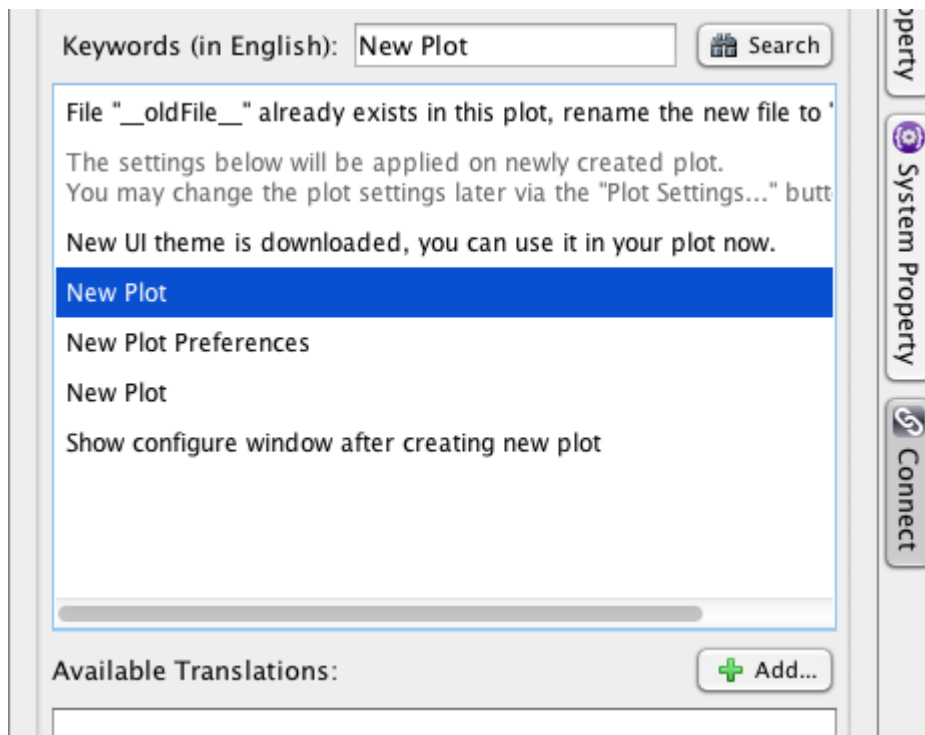 Keywords (in English): New Plot Search
File "__oldFile__" already exists in this plot, rename the new file to "
The settings below will be applied on newly created plot.
You may change the plot settings later via the "Plot Settings..." butt
New UI theme is downloaded, you can use it in your plot now.
New Plot
New Plot Preferences
New Plot
Show configure window after creating new plot
Available Translations: Add...
operty
System Property
Connect